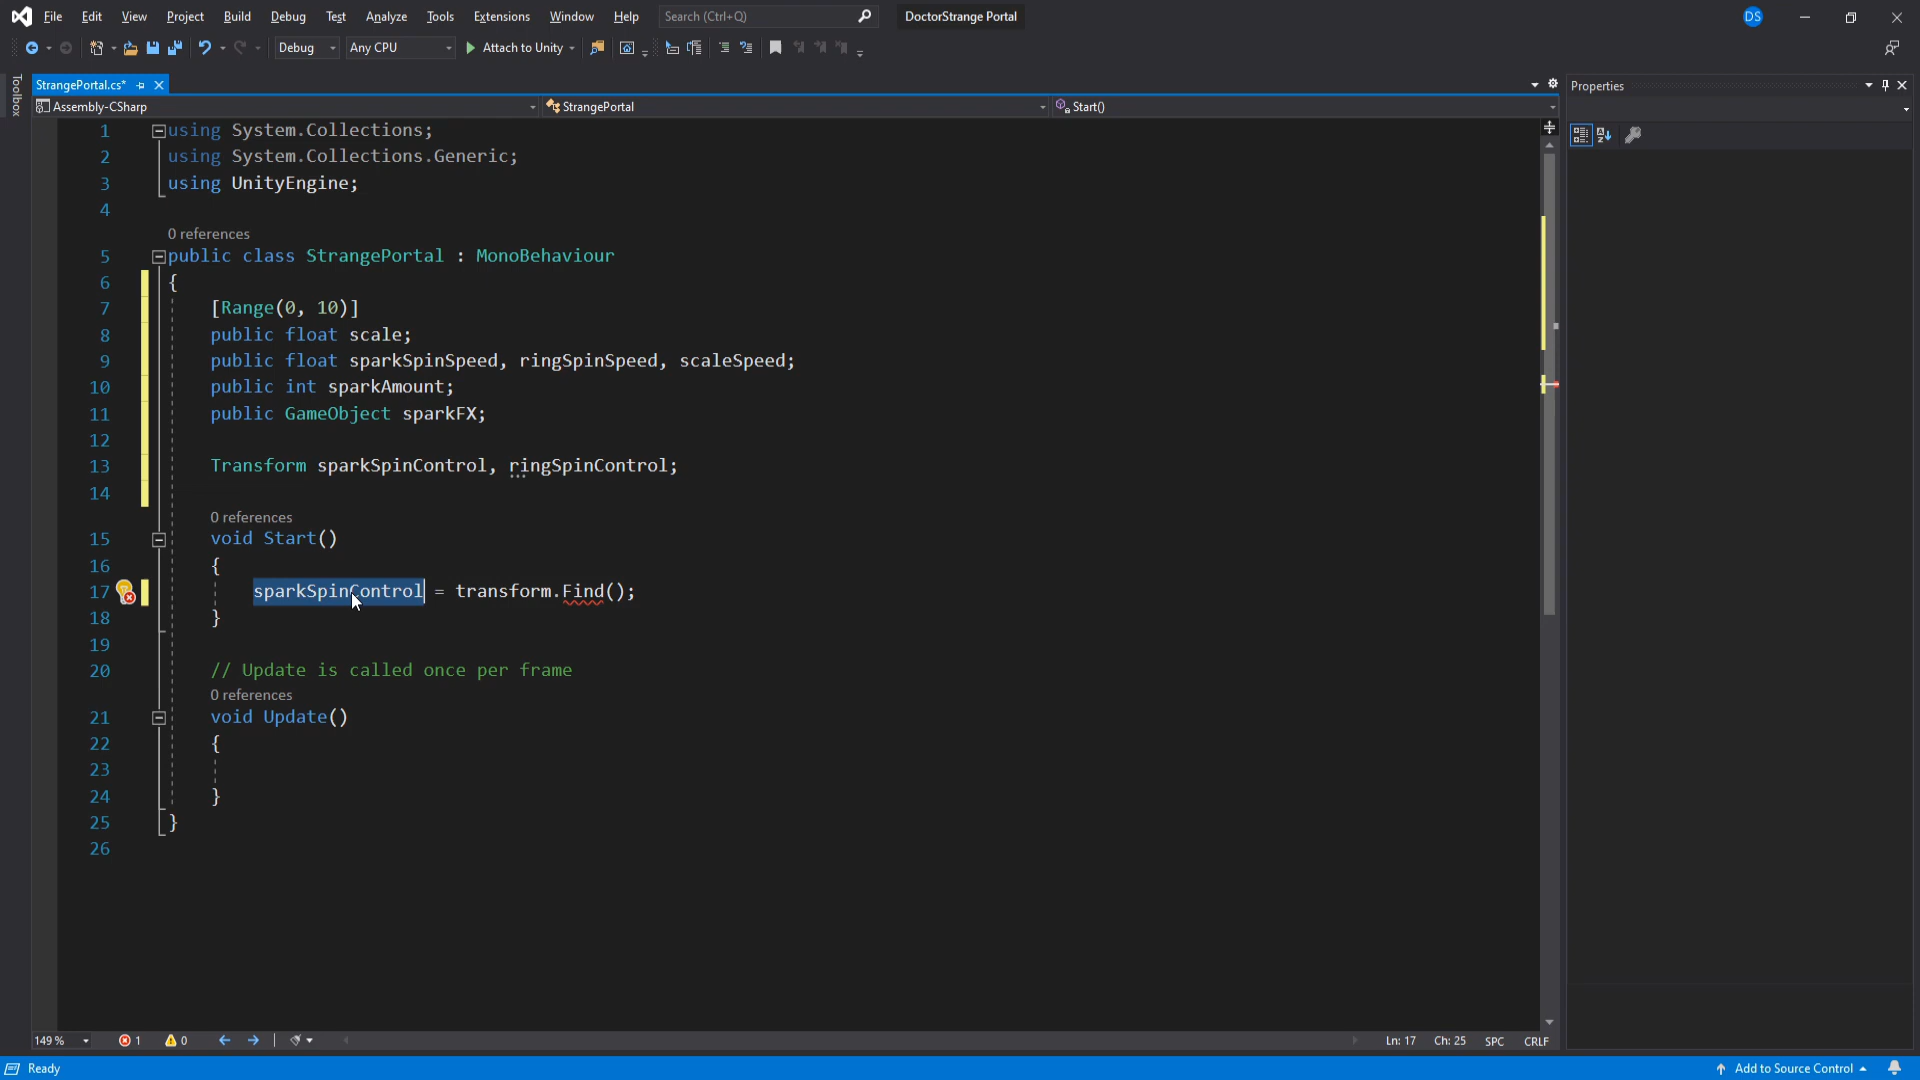 File Edit View Project Build Debug Test Analyze Tools Extensions Window Help Search (Ctrl+Q) DoctorStrange Portal DS
Debug Any CPU Attach to Unity
Toolbox
StrangePortal.cs* Properties
Assembly-CSharp StrangePortal Start()
1 using System.Collections;
2 using System.Collections.Generic;
3 using UnityEngine;
4
0 references
5 public class StrangePortal : MonoBehaviour
6 {
7 [Range(0, 10)]
8 public float scale;
9 public float sparkSpinSpeed, ringSpinSpeed, scaleSpeed;
10 public int sparkAmount;
11 public GameObject sparkFX;
12
13 Transform sparkSpinControl, ringSpinControl;
14
0 references
15 void Start()
16 {
17 sparkSpinControl = transform.Find();
18 }
19
20 // Update is called once per frame
0 references
21 void Update()
22 {
23
24 }
25 }
26
149 % 1 0 Ln: 17 Ch: 25 SPC CRLF
Ready Add to Source Control